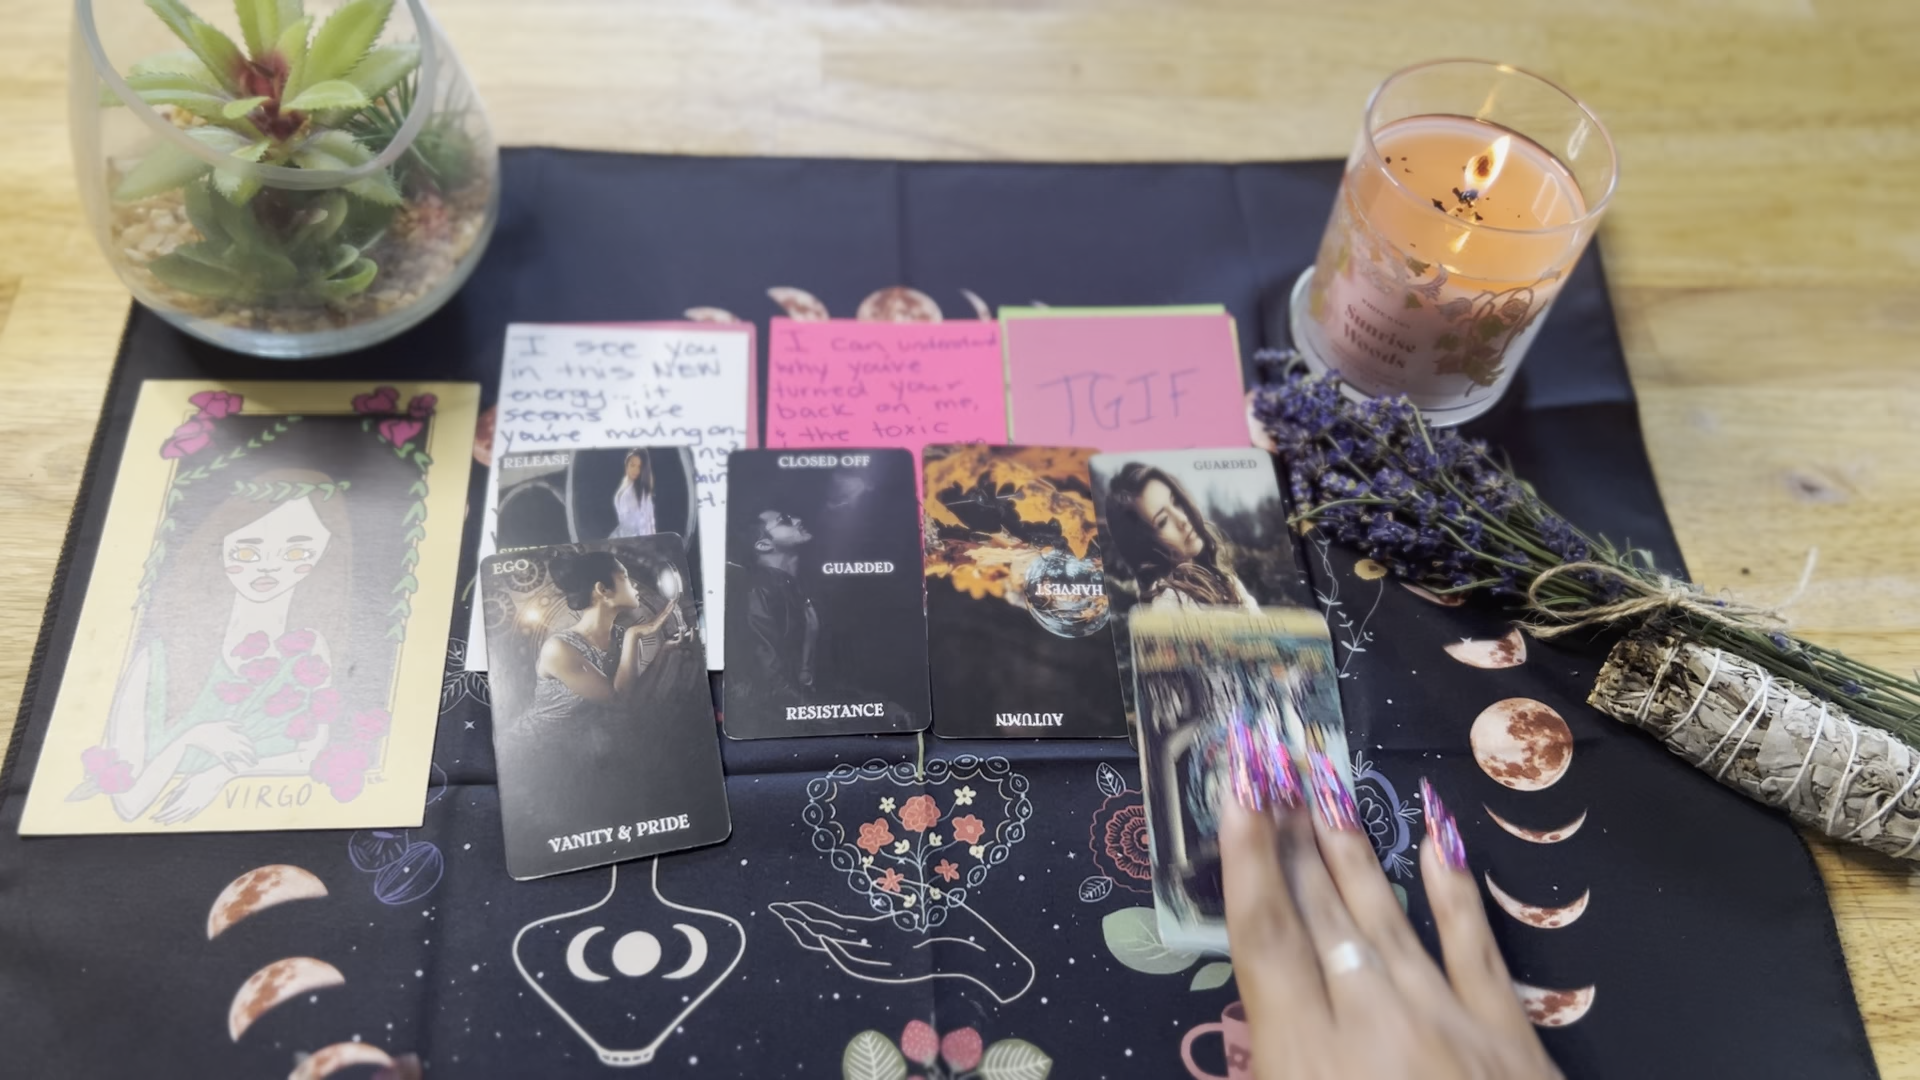 Sunrise
Woods
I see you
in this NEW
energy... it
seems like
you're moving on-
I can understand
why you're
turned your
back on me,
& the toxic
TGIF
RELEASE
EGO
VANITY & PRIDE
CLOSED OFF
GUARDED
RESISTANCE
HARVEST
AUTUMN
GUARDED
VIRGO